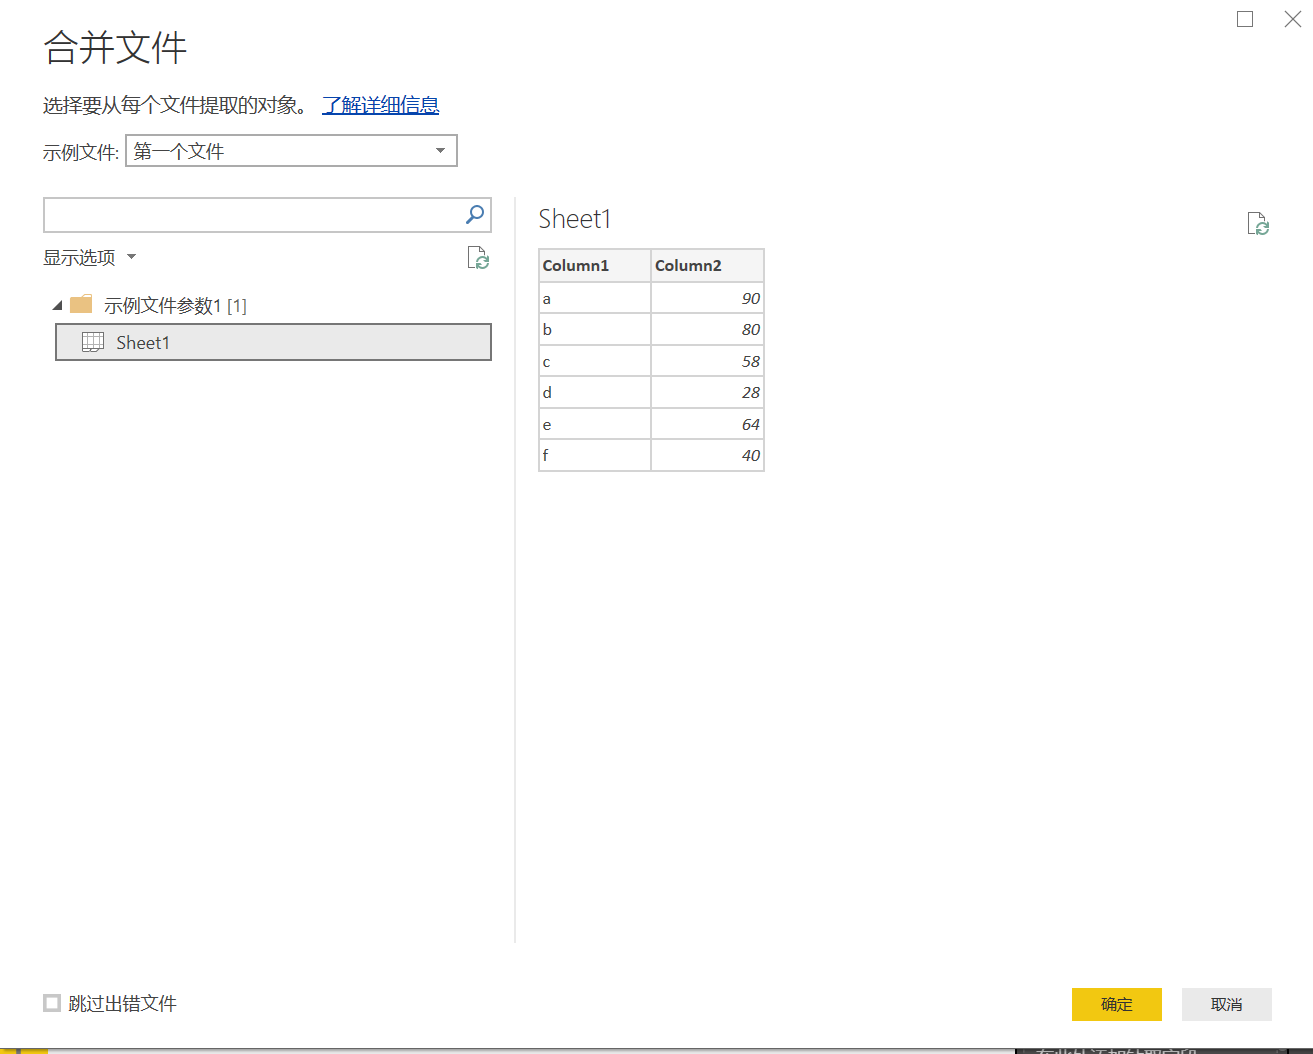 合并文件
选择要从每个文件提取的对象。 了解详细信息
示例文件: 第一个文件
显示选项
示例文件参数1 [1]
Sheet1
Sheet1
Column1 Column2
a 90
b 80
c 58
d 28
e 64
f 40
跳过出错文件
确定 取消